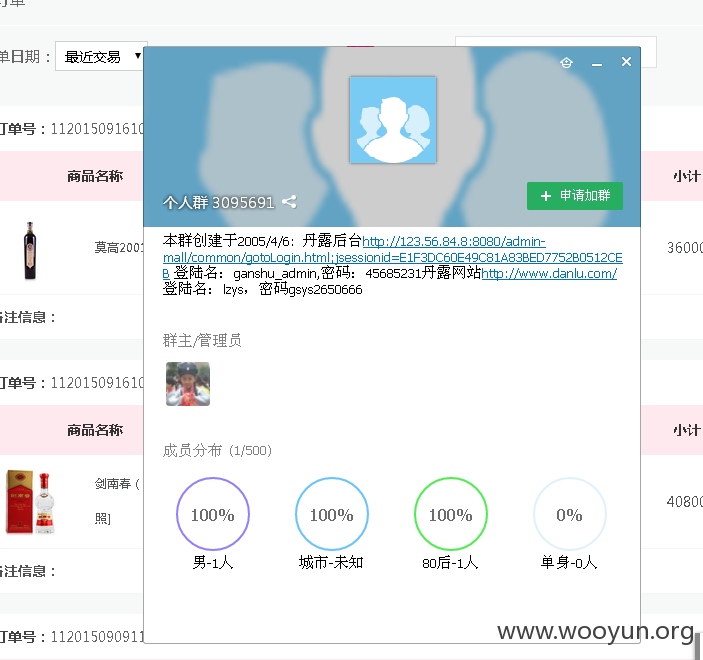 单日期： 最近交易
订单号：112015091610
商品名称 小计
莫高2001 36000
备注信息：
个人群 3095691
+ 申请加群
本群创建于2005/4/6: 丹露后台http://123.56.84.8:8080/admin-
mall/common/gotoLogin.html;jsessionid=E1F3DC60E49C81A83BED7752B0512CE
B 登陆名：ganshu_admin,密码：45685231丹露网站http://www.danlu.com/
登陆名：lzys，密码gsys2650666
群主/管理员
订单号：112015091610
商品名称 小计
成员分布 (1/500)
剑南春 (
40800
照]
100% 100% 100% 0%
男-1人 城市-未知 80后-1人 单身-0人
备注信息：
订单号：112015090911
www.wooyun.org